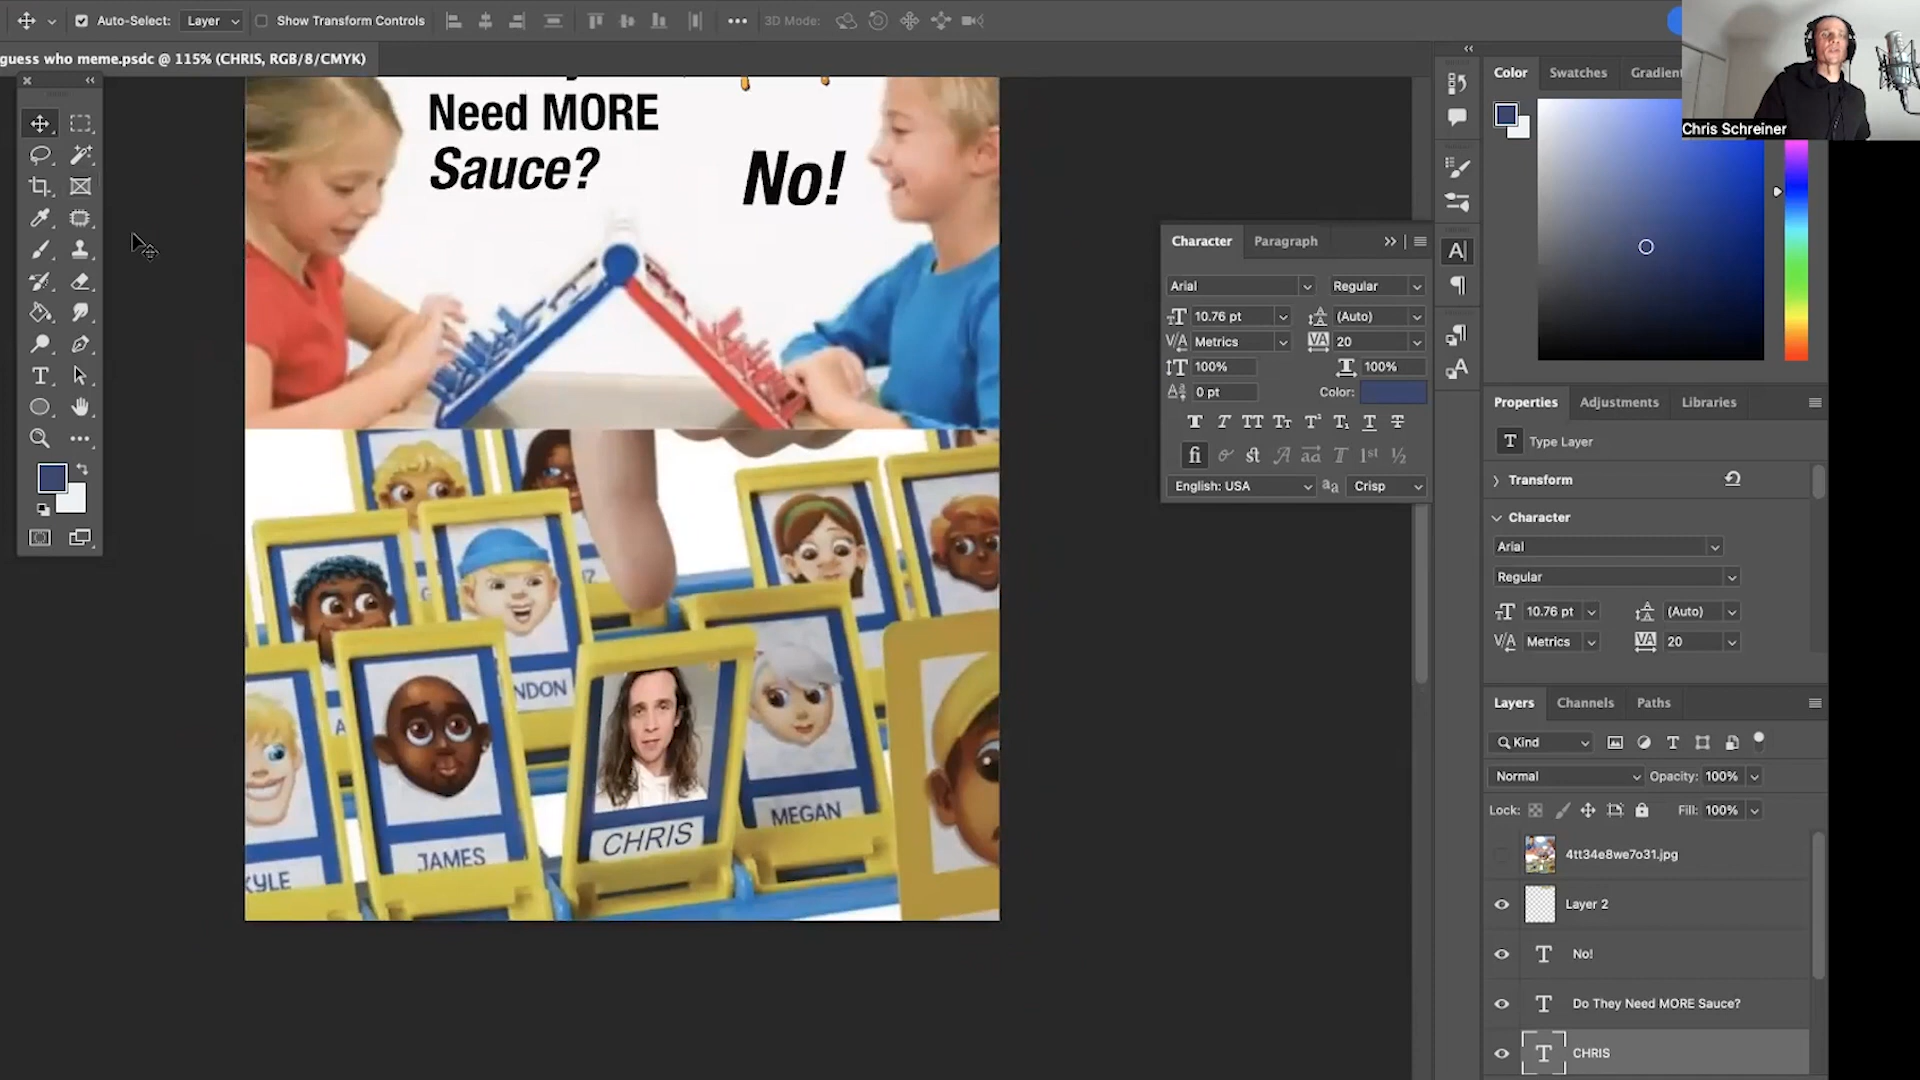 Auto-Select: Layer Show Transform Controls 3D Mode:
guess who meme.psdc @ 115% (CHRIS, RGB/8/CMYK)
Chris Schreiner
Need MORE
Sauce?
No!
NDON
JAMES
CHRIS
MEGAN
KYLE
Character Paragraph
Arial Regular
10.76 pt (Auto)
Metrics 20
100% 100%
0 pt Color:
English: USA Crisp
Color Swatches Gradien
Properties Adjustments Libraries
Type Layer
Transform
Character
Arial
Regular
10.76 pt (Auto)
Metrics 20
Layers Channels Paths
Kind
Normal Opacity: 100%
Lock: Fill: 100%
4tt34e8we7o31.jpg
Layer 2
No!
Do They Need MORE Sauce?
CHRIS